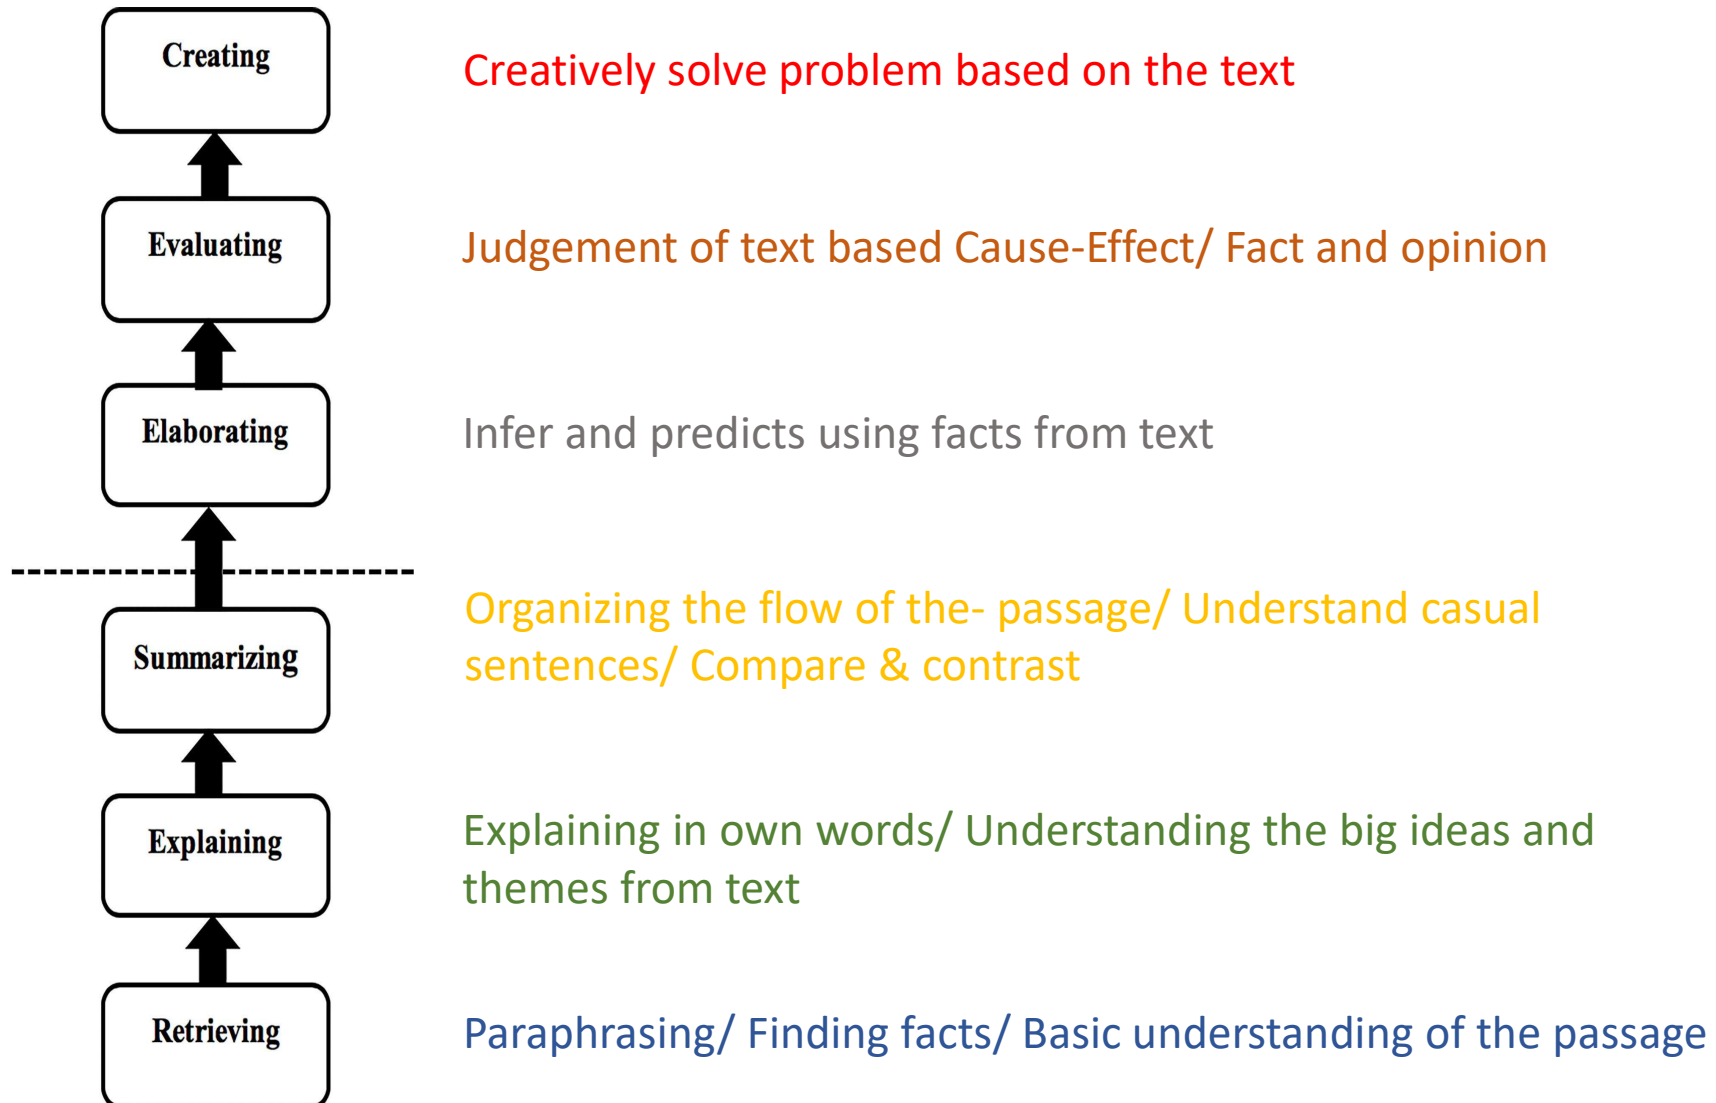 Creating
Creatively solve problem based on the text
Evaluating
Judgement of text based Cause-Effect/ Fact and opinion
Elaborating
Infer and predicts using facts from text
Summarizing
Organizing the flow of the- passage/ Understand casual
sentences/ Compare & contrast
Explaining
Explaining in own words/ Understanding the big ideas and
themes from text
Retrieving
Paraphrasing/ Finding facts/ Basic understanding of the passage